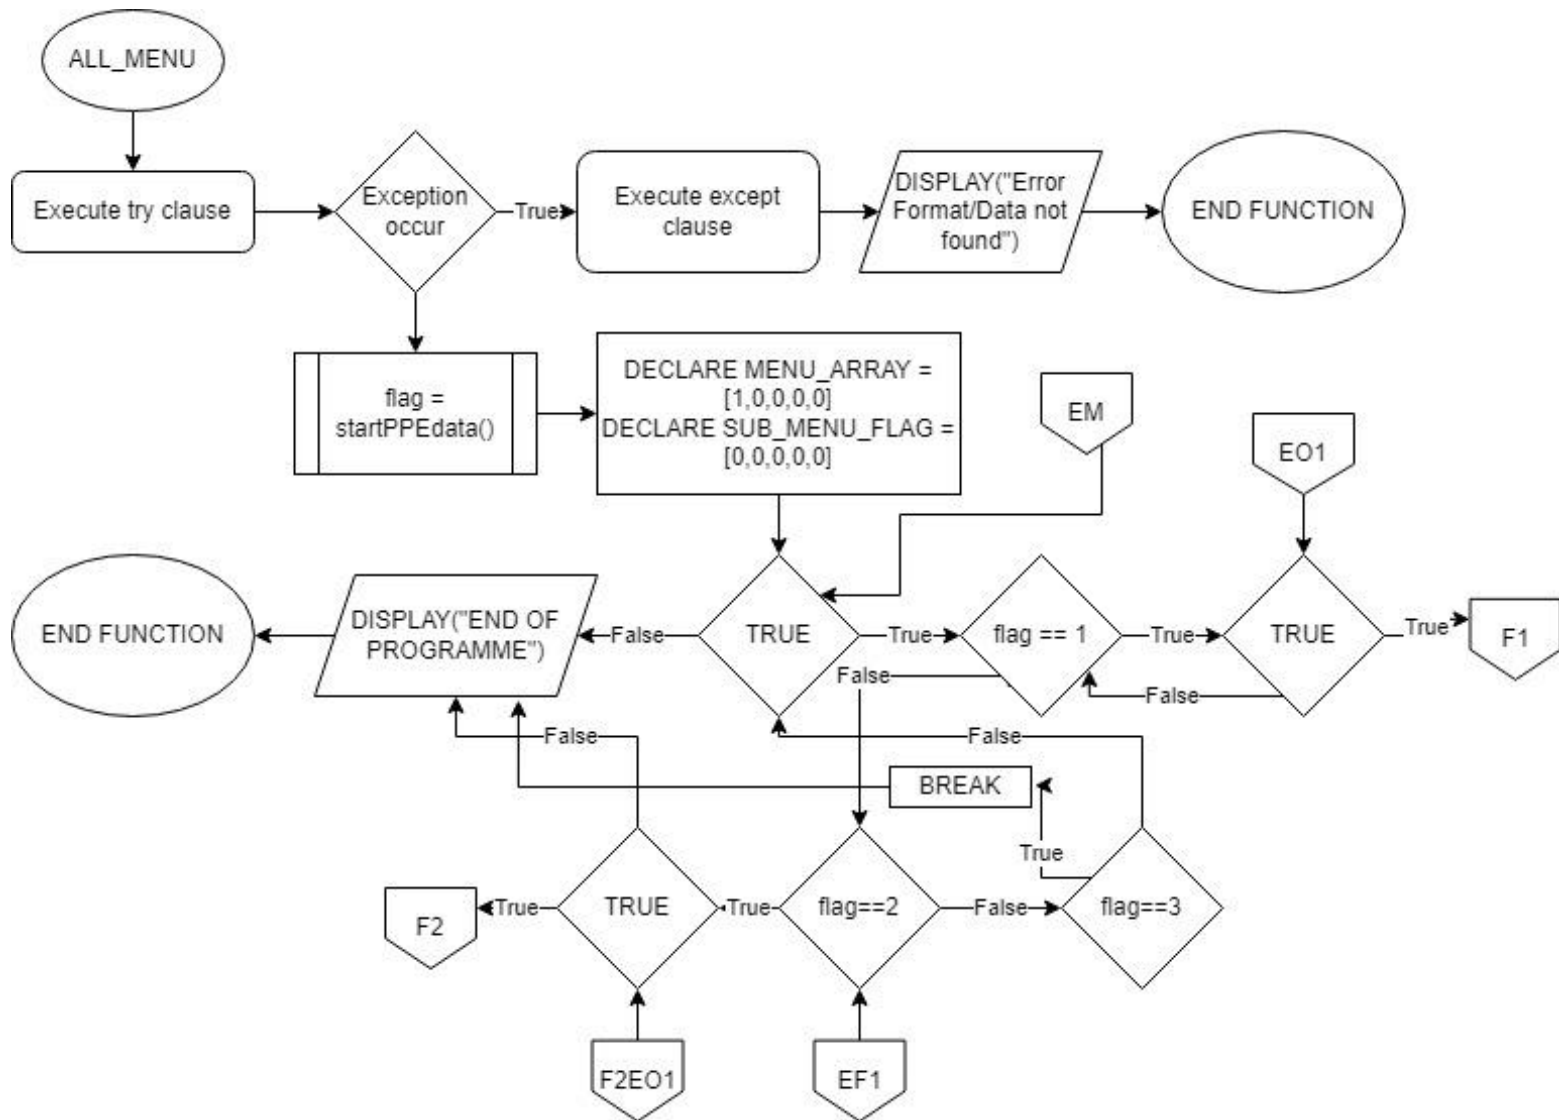 ALL_MENU
Execute try clause
Exception
occur
True
Execute except
clause
DISPLAY("Error
Format/Data not
found")
END FUNCTION
flag =
startPPEdata()
DECLARE MENU_ARRAY =
[1,0,0,0,0]
DECLARE SUB_MENU_FLAG =
[0,0,0,0,0]
EM
EO1
END FUNCTION
DISPLAY("END OF
PROGRAMME")
False
TRUE
True
flag == 1
True
TRUE
True
F1
False
False
False
False
BREAK
True
F2
True
TRUE
True
flag==2
False
flag==3
F2EO1
EF1